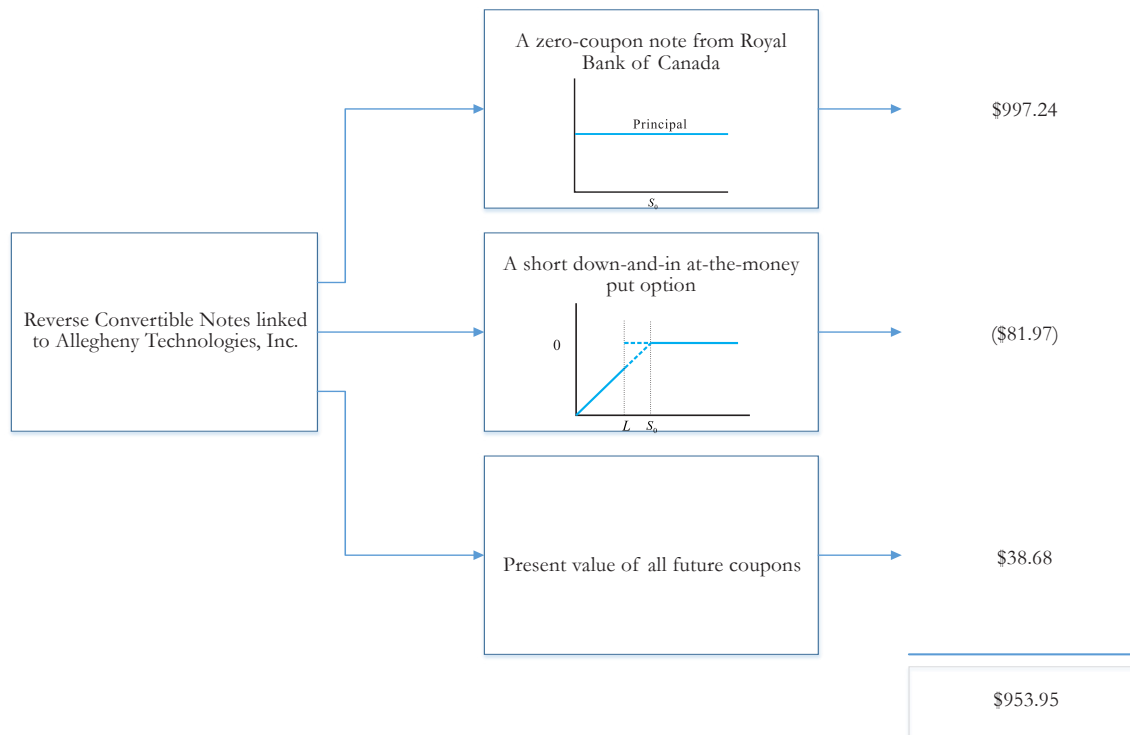 A zero-coupon note from Royal
Bank of Canada
Principal
S₀
$997.24
Reverse Convertible Notes linked
to Allegheny Technologies, Inc.
A short down-and-in at-the-money
put option
0
L S₀
($81.97)
Present value of all future coupons
$38.68
$953.95